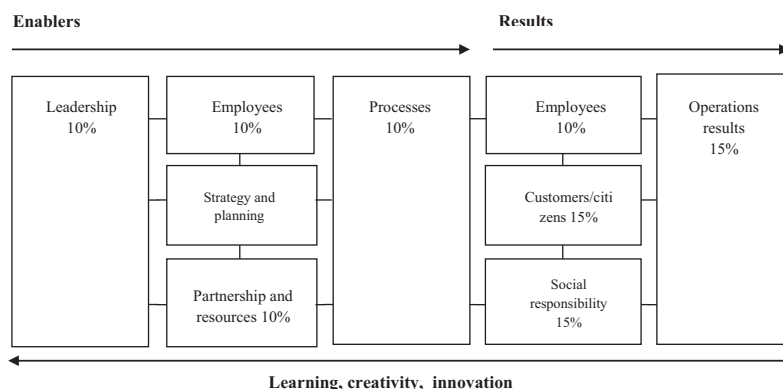 Enablers
Results
Leadership
10%
Employees
10%
Processes
10%
Employees
10%
Operations
results
15%
Strategy and
planning
Customers/citi
zens 15%
Partnership and
resources 10%
Social
responsibility
15%
Learning, creativity, innovation